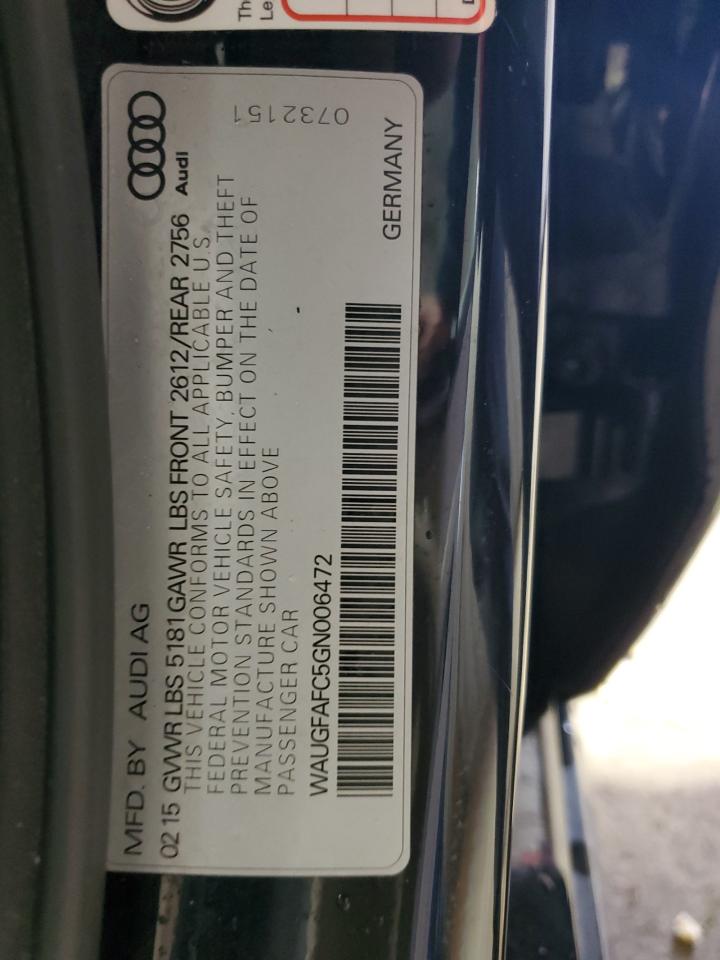 Th
Le
0732151
Audi
MFD. BY AUDI AG
02 15 GVWR LBS 5181 GAWR LBS FRONT 2612/REAR 2756
THIS VEHICLE CONFORMS TO ALL APPLICABLE U.S.
FEDERAL MOTOR VEHICLE SAFETY, BUMPER AND THEFT
PREVENTION STANDARDS IN EFFECT ON THE DATE OF
MANUFACTURE SHOWN ABOVE
PASSENGER CAR
WAUGFAFC5GN006472
GERMANY